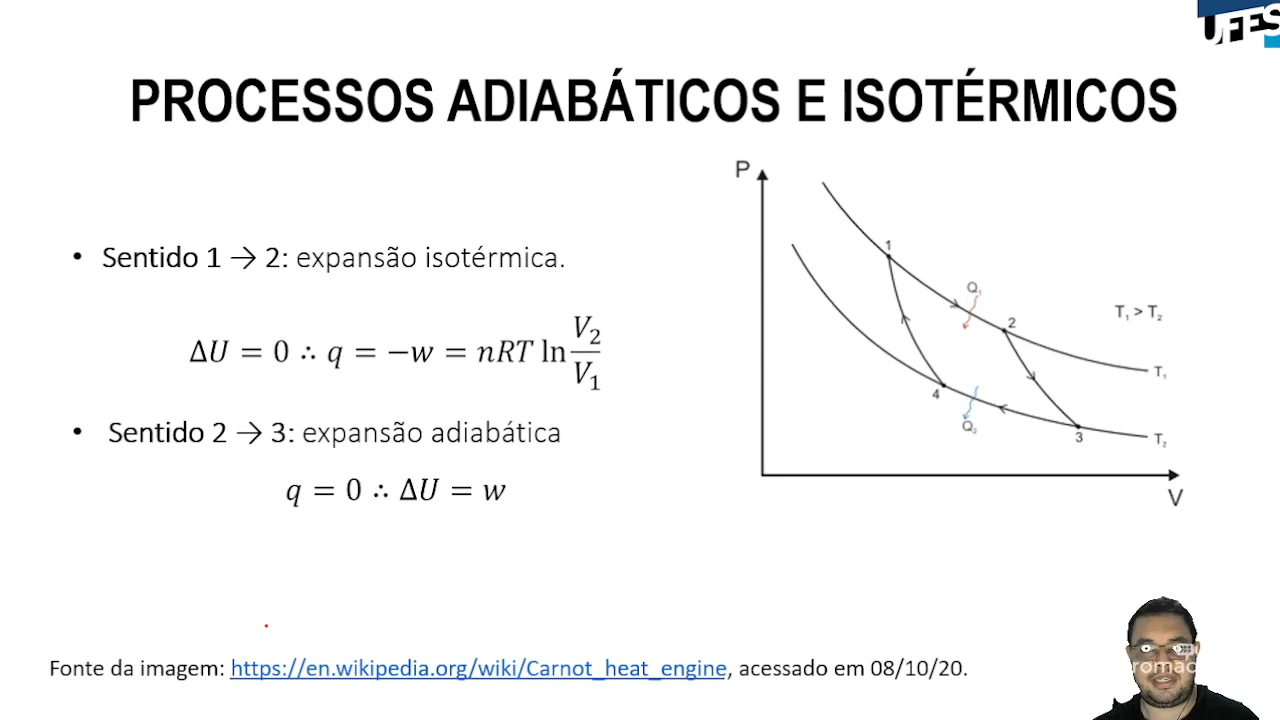 UFES
PROCESSOS ADIABÁTICOS E ISOTÉRMICOS
• Sentido 1 → 2: expansão isotérmica.
ΔU = 0 ∴ q = −w = nRT ln V₂/V₁
• Sentido 2 → 3: expansão adiabática
q = 0 ∴ ΔU = w
P
1
Q₁
2
T₁ > T₂
T₁
4
Q₂
3
T₂
V
Fonte da imagem: https://en.wikipedia.org/wiki/Carnot_heat_engine, acessado em 08/10/20.